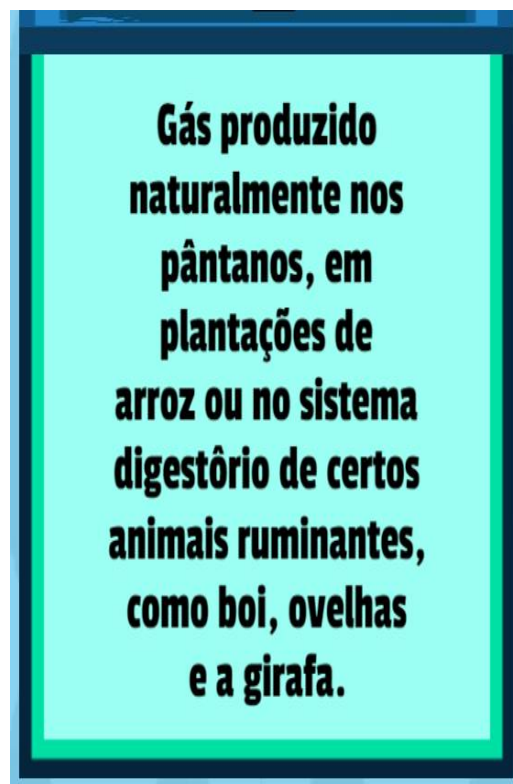 Gás produzido
naturalmente nos
pântanos, em
plantações de
arroz ou no sistema
digestôrio de certos
animais ruminantes,
como boi, ovelhas
e a girafa.